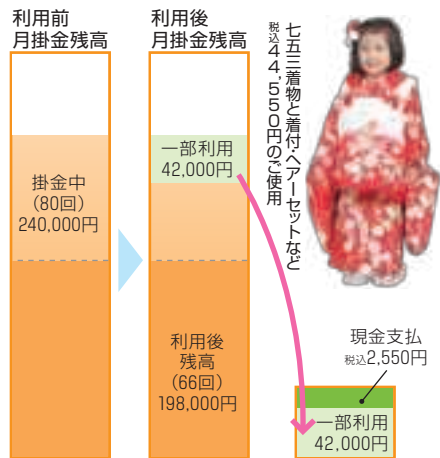 利用前
月掛金残高
掛金中
(80回)
240,000円
利用後
月掛金残高
一部利用
42,000円
利用後
残高
(66回)
198,000円
七五三着物と着付・ヘアーセットなど
税込44,550円のご使用
現金支払
税込2,550円
一部利用
42,000円